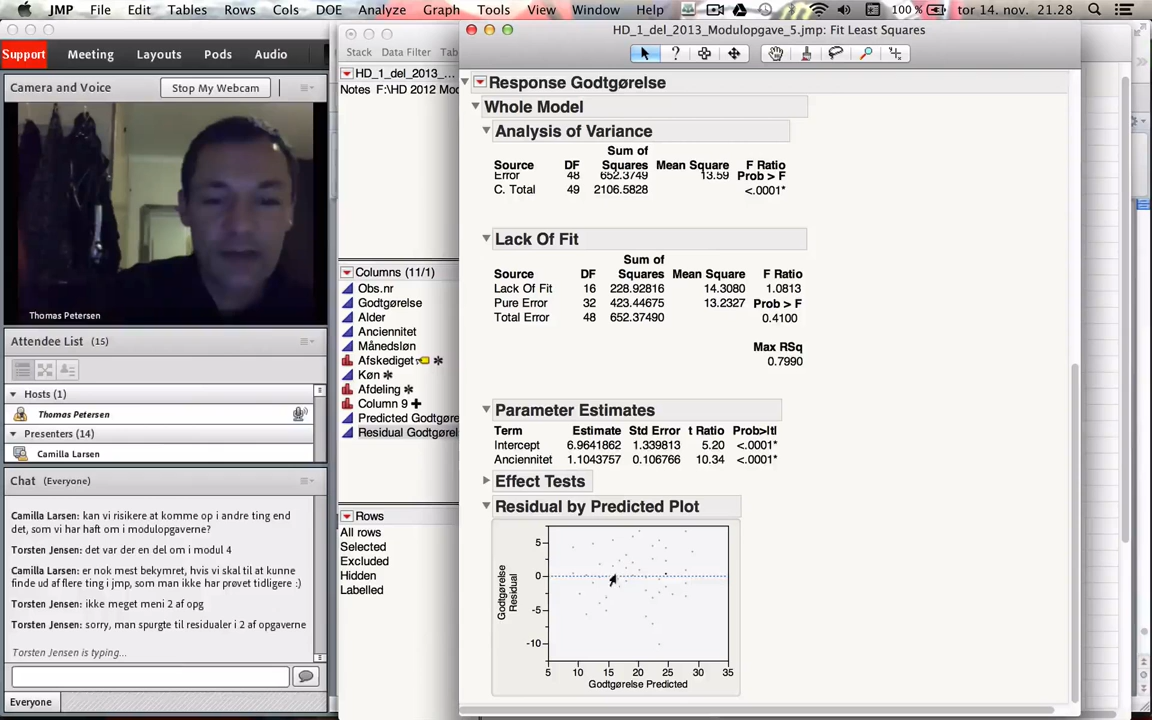 JMP File Edit Tables Rows Cols DOE Analyze Graph Tools View Window Help 100 % tor 14. nov. 21.28
Support Meeting Layouts Pods Audio
Camera and Voice Stop My Webcam
Thomas Petersen
Attendee List (15)
Hosts (1)
Thomas Petersen
Presenters (14)
Camilla Larsen
Chat (Everyone)
Camilla Larsen: kan vi risikere at komme op i andre ting end
det, som vi har haft om i modulopgaverne?
Torsten Jensen: det var der en del om i modul 4
Camilla Larsen: er nok mest bekymret, hvis vi skal til at kunne
finde ud af flere ting i jmp, som man ikke har prøvet tidligere :)
Torsten Jensen: ikke meget meni 2 af opg
Torsten Jensen: sorry, man spurgte til residualer i 2 af opgaverne
Torsten Jensen is typing...
Everyone
Stack Data Filter Tab
HD_1_del_2013_...
Notes F:\HD 2012 Mo
Columns (11/1)
Obs.nr
Godtgørelse
Alder
Anciennitet
Månedsløn
Afskediget
Køn
Afdeling
Column 9
Predicted Godtgøre
Residual Godtgørel
Rows
All rows
Selected
Excluded
Hidden
Labelled
HD_1_del_2013_Modulopgave_5.jmp: Fit Least Squares
Response Godtgørelse
Whole Model
Analysis of Variance
Sum of
Source DF Squares Mean Square F Ratio
Error 48 652.3749 13.59 Prob > F
C. Total 49 2106.5828 <.0001*
Lack Of Fit
Sum of
Source DF Squares Mean Square F Ratio
Lack Of Fit 16 228.92816 14.3080 1.0813
Pure Error 32 423.44675 13.2327 Prob > F
Total Error 48 652.37490 0.4100
Max RSq
0.7990
Parameter Estimates
Term Estimate Std Error t Ratio Prob>|t|
Intercept 6.9641862 1.339813 5.20 <.0001*
Anciennitet 1.1043757 0.106766 10.34 <.0001*
Effect Tests
Residual by Predicted Plot
Godtgørelse
Residual
5
0
-5
-10
5 10 15 20 25 30 35
Godtgørelse Predicted